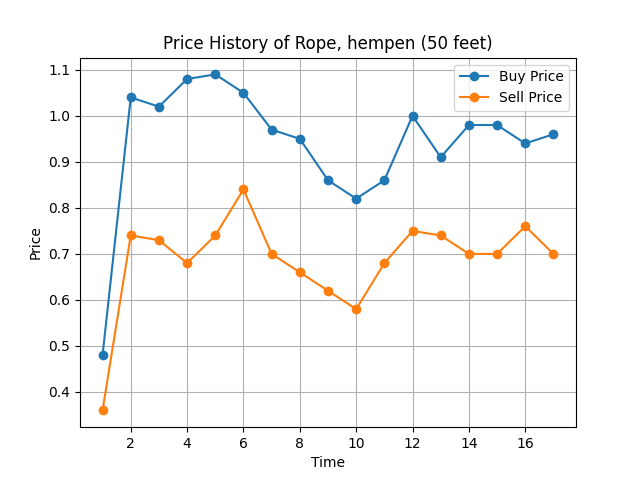 Price History of Rope, hempen (50 feet)
Buy Price
Sell Price
1.1
1.0
0.9
0.8
0.7
0.6
0.5
0.4
Price
2 4 6 8 10 12 14 16
Time